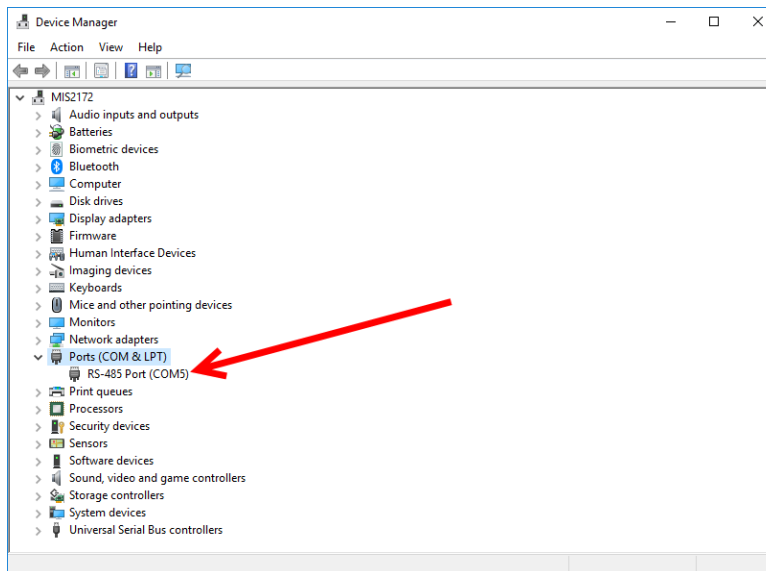 Device Manager
File Action View Help
MIS2172
Audio inputs and outputs
Batteries
Biometric devices
Bluetooth
Computer
Disk drives
Display adapters
Firmware
Human Interface Devices
Imaging devices
Keyboards
Mice and other pointing devices
Monitors
Network adapters
Ports (COM & LPT)
RS-485 Port (COM5)
Print queues
Processors
Security devices
Sensors
Software devices
Sound, video and game controllers
Storage controllers
System devices
Universal Serial Bus controllers